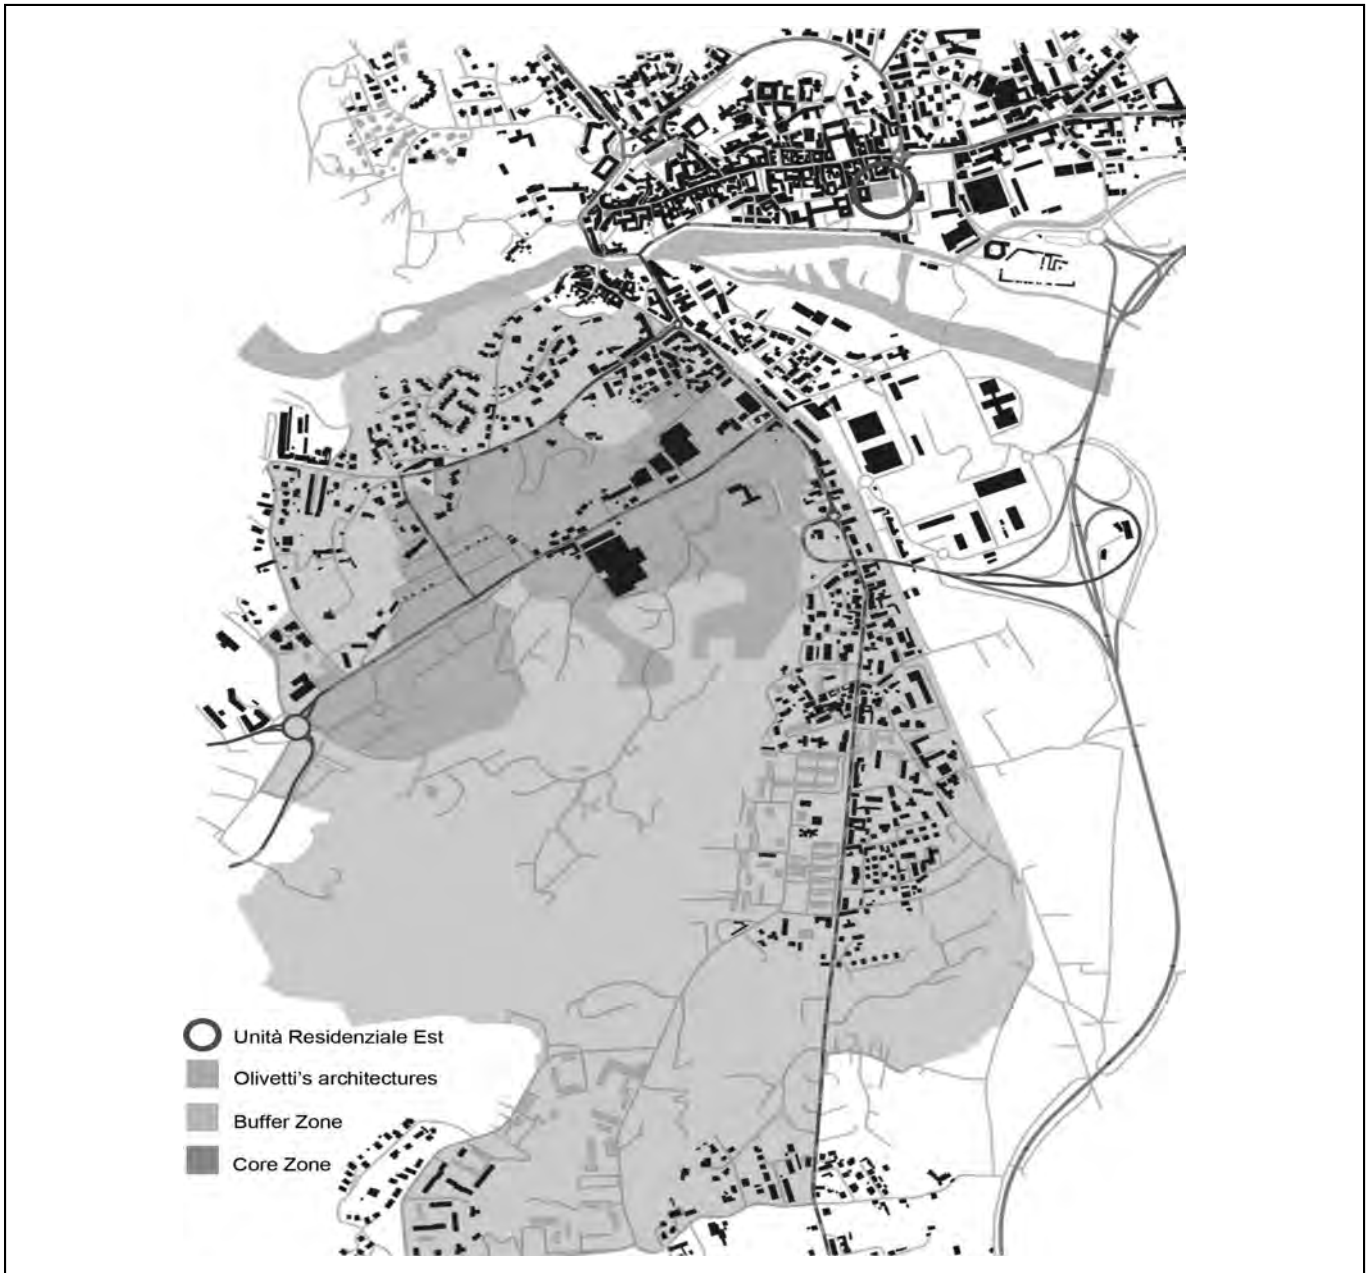 Unità Residenziale Est
Olivetti's architectures
Buffer Zone
Core Zone